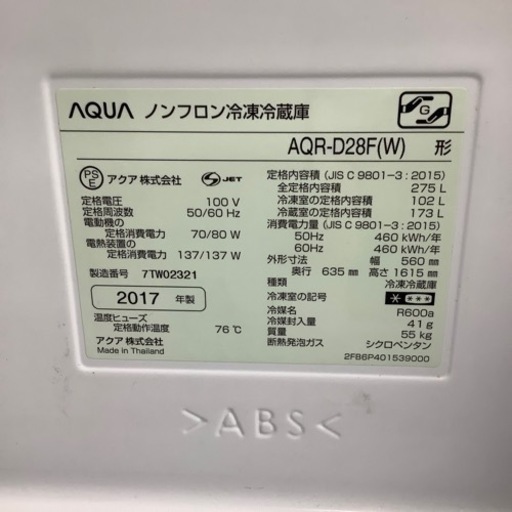 AQUA ノンフロン冷凍冷蔵庫
G
AQR-D28F(W) 形
PS E アクア株式会社 S JET
定格電圧 100 V
定格周波数 50/60 Hz
電動機の
定格消費電力 70/80 W
電熱装置の
定格消費電力 137/137 W
製造番号 7TW02321
2017 年製
温度ヒューズ
定格動作温度 76℃
アクア株式会社
Made in Thailand
定格内容積 (JIS C 9801-3 : 2015)
全定格内容積 275 L
冷凍室の定格内容積 102 L
冷蔵室の定格内容積 173 L
消費電力量 (JIS C 9801-3 : 2015)
50Hz 460 kWh/年
60Hz 460 kWh/年
外形寸法 幅 560 mm
奥行 635 mm 高さ 1615 mm
種類 冷凍冷蔵庫
冷凍室の記号 * ***
冷媒名 R600a
冷媒封入量 41 g
質量 55 kg
断熱発泡ガス シクロペンタン
2FB6P401539000
>ABS<